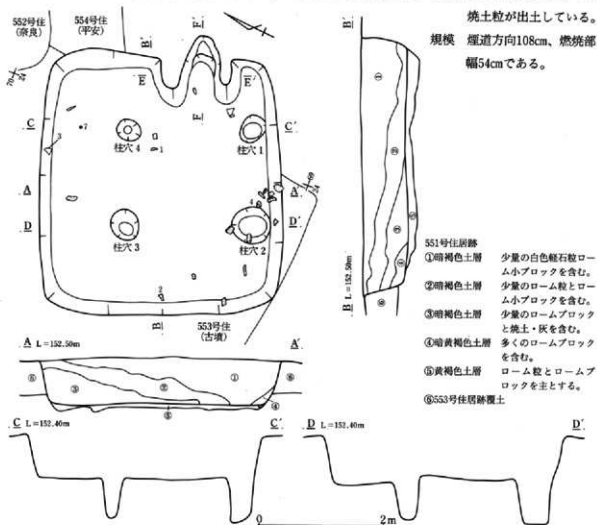 焼土粒が出土している。
規模　煙道方向108cm、燃焼部
幅54cmである。
552号住
(奈良)
554号住
(平安)
柱穴 4
柱穴 1
柱穴 3
柱穴 2
553号住
(古墳)
B L=152.50m
551号住居跡
①暗褐色土層　少量の白色軽石粒ロー
ム小ブロックを含む。
②暗褐色土層　少量のローム粒とロー
ム小ブロックを含む。
③暗褐色土層　少量のロームブロック
と焼土・灰を含む。
④暗黄褐色土層　多くのロームブロック
を含む。
⑤黄褐色土層　ローム粒とロームブ
ロックを主とする。
⑥553号住居跡覆土
A L=152.50m A'
C L=152.40m C' D L=152.40m D'
0 2m